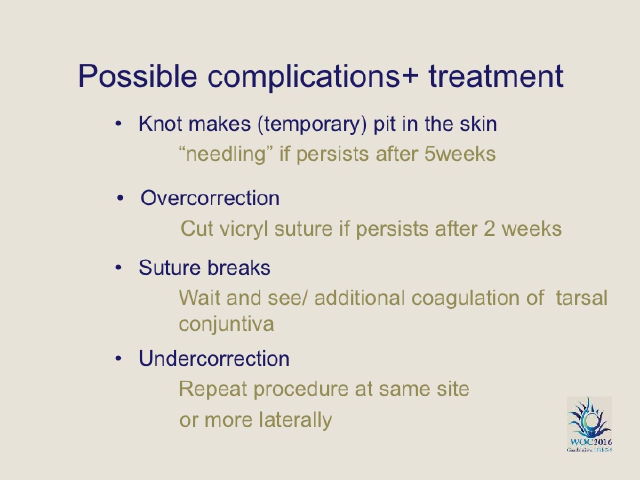 Possible complications+ treatment
• Knot makes (temporary) pit in the skin
“needling” if persists after 5weeks
• Overcorrection
Cut vicryl suture if persists after 2 weeks
• Suture breaks
Wait and see/ additional coagulation of tarsal
conjuntiva
• Undercorrection
Repeat procedure at same site
or more laterally
WOC2016